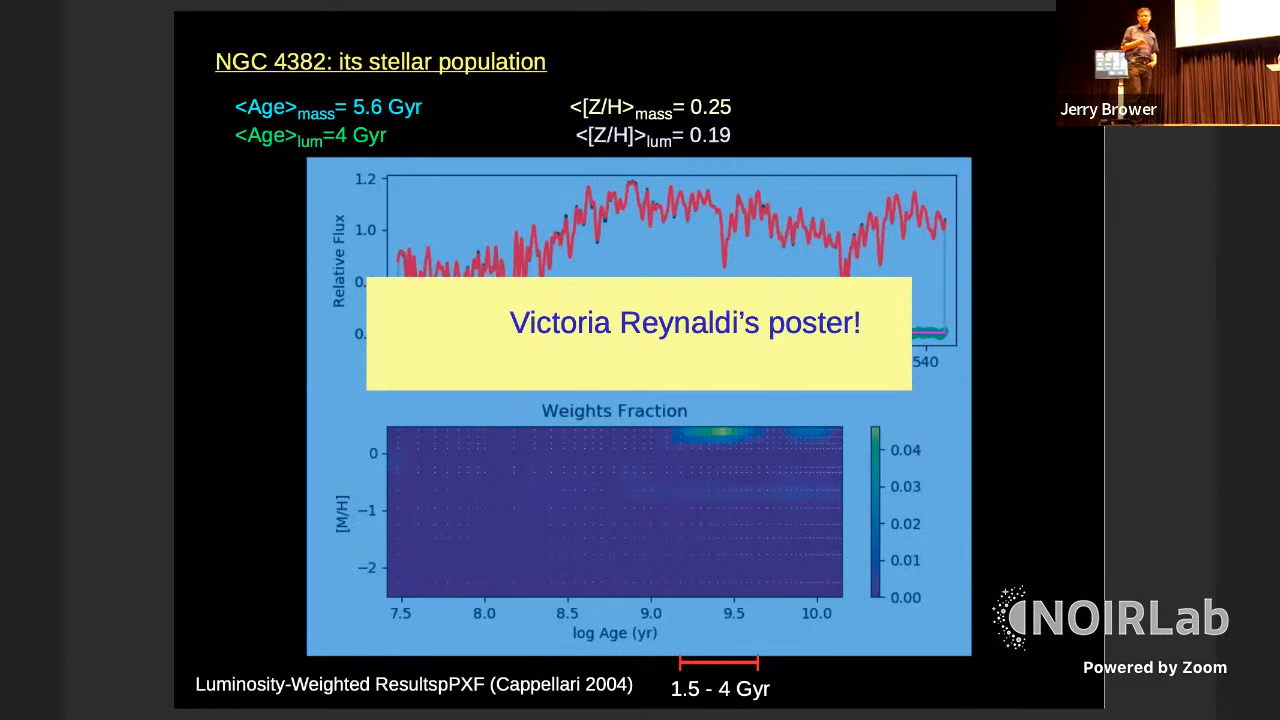 NGC 4382: its stellar population
<Age>mass= 5.6 Gyr
<[Z/H>mass= 0.25
<Age>lum=4 Gyr
<[Z/H]>lum= 0.19
Jerry Brower
1.2
1.0
0.
0.
Relative Flux
540
Victoria Reynaldi’s poster!
Weights Fraction
0
−1
−2
[M/H]
7.5 8.0 8.5 9.0 9.5 10.0
log Age (yr)
0.04
0.03
0.02
0.01
0.00
NOIRLab
Powered by Zoom
Luminosity-Weighted ResultspPXF (Cappellari 2004)
1.5 - 4 Gyr